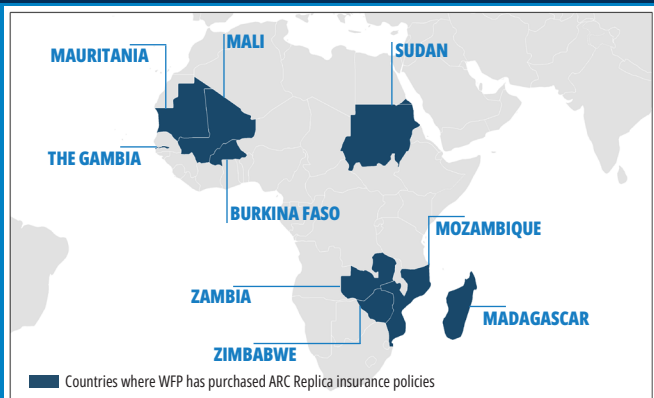 MALI
SUDAN
MAURITANIA
THE GAMBIA
BURKINA FASO
MOZAMBIQUE
ZAMBIA
MADAGASCAR
ZIMBABWE
Countries where WFP has purchased ARC Replica insurance policies